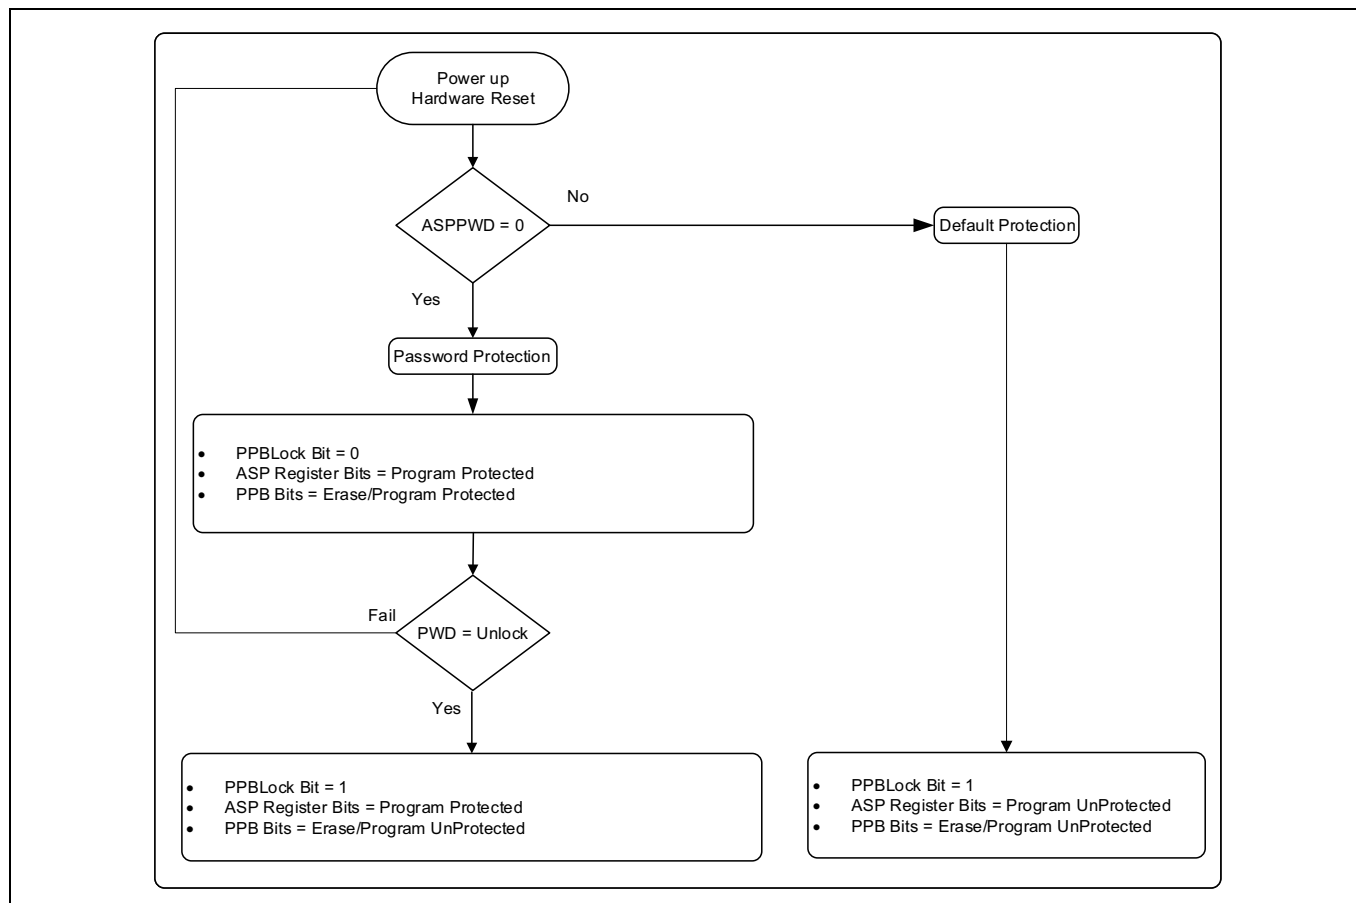 Power up
Hardware Reset
ASPPWD = 0
No
Default Protection
Yes
Password Protection
• PPBLock Bit = 0
• ASP Register Bits = Program Protected
• PPB Bits = Erase/Program Protected
Fail
PWD = Unlock
Yes
• PPBLock Bit = 1
• ASP Register Bits = Program Protected
• PPB Bits = Erase/Program UnProtected
• PPBLock Bit = 1
• ASP Register Bits = Program UnProtected
• PPB Bits = Erase/Program UnProtected